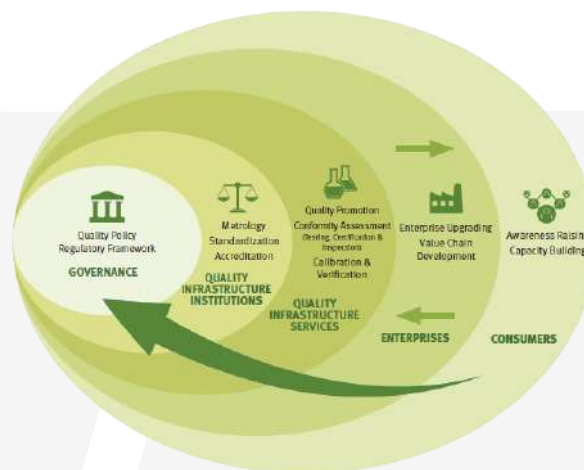 Quality Policy
Regulatory Framework
GOVERNANCE
Metrology
Standardization
Accreditation
QUALITY
INFRASTRUCTURE
INSTITUTIONS
Quality Promotion
Conformity Assessment
(Testing, Certification &
Inspection)
Calibration &
Verification
QUALITY
INFRASTRUCTURE
SERVICES
Enterprise Upgrading
Value Chain
Development
ENTERPRISES
Awareness Raisin
Capacity Building
CONSUMERS